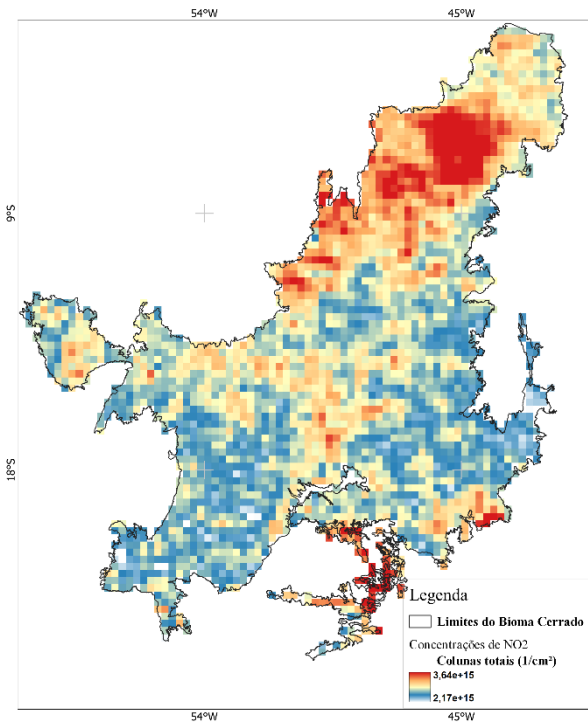 54°W 45°W
9°S
18°S
Legenda
Limites do Bioma Cerrado
Concentrações de NO2
Colunas totais (1/cm²)
3,64e+15
2,17e+15
54°W 45°W